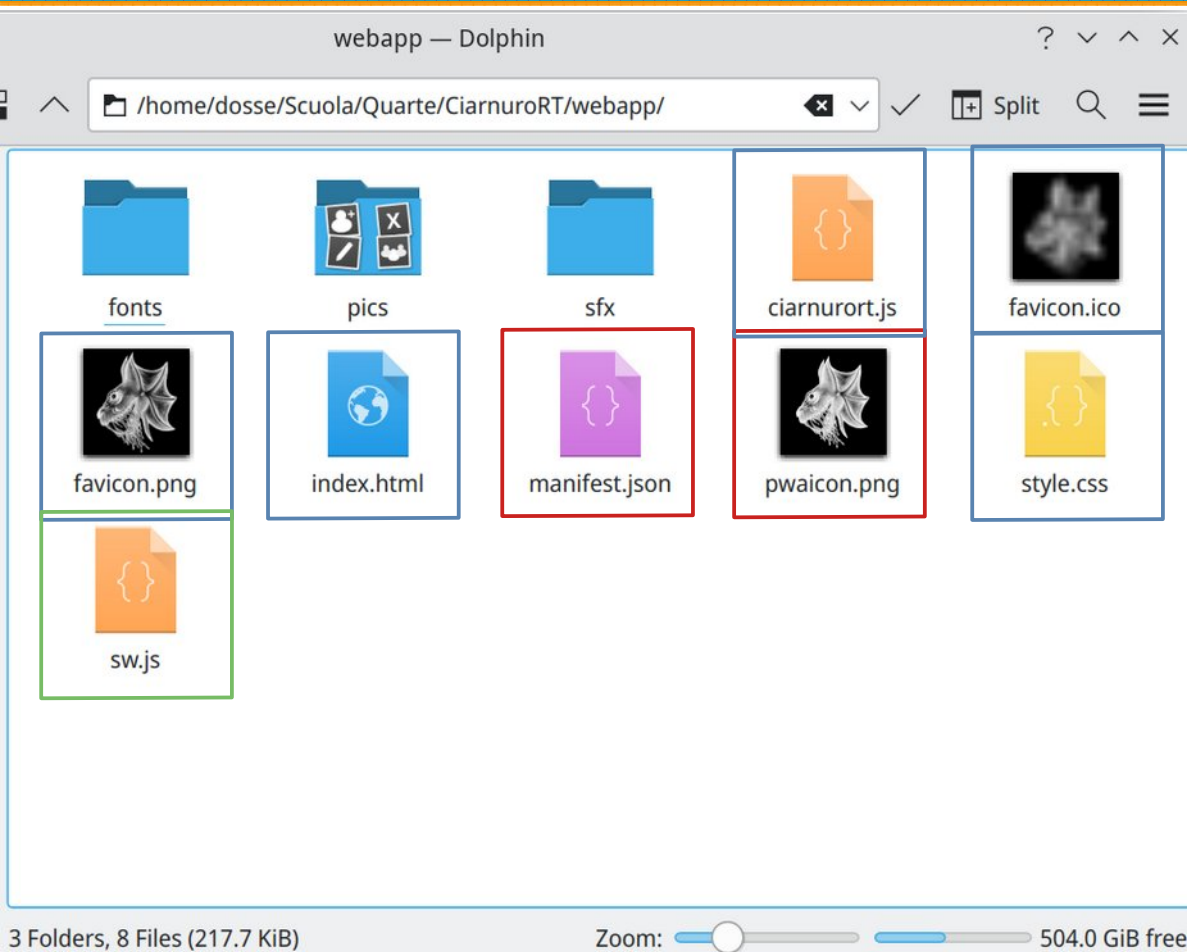 webapp — Dolphin
/home/dosse/Scuola/Quarte/CiarnuroRT/webapp/
Split
fonts pics sfx ciarnurort.js favicon.ico
favicon.png index.html manifest.json pwaicon.png style.css
sw.js
3 Folders, 8 Files (217.7 KiB) Zoom: 504.0 GiB free